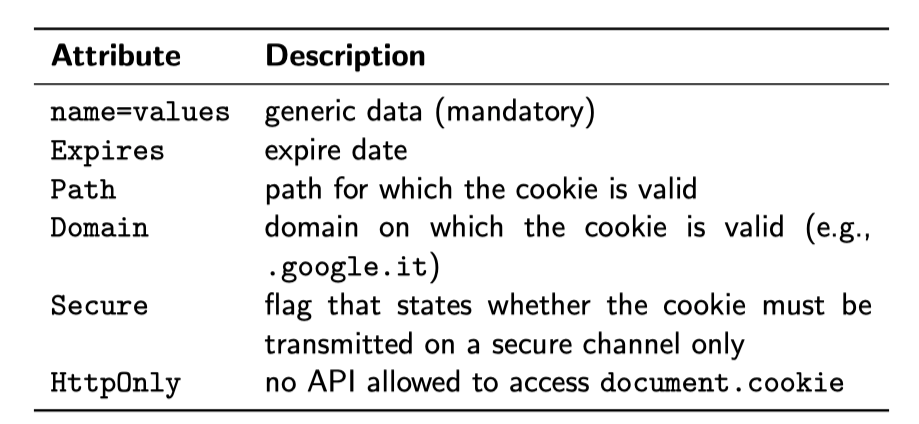 Attribute Description
name=values generic data (mandatory)
Expires expire date
Path path for which the cookie is valid
Domain domain on which the cookie is valid (e.g.,
.google.it)
Secure flag that states whether the cookie must be
transmitted on a secure channel only
HttpOnly no API allowed to access document.cookie